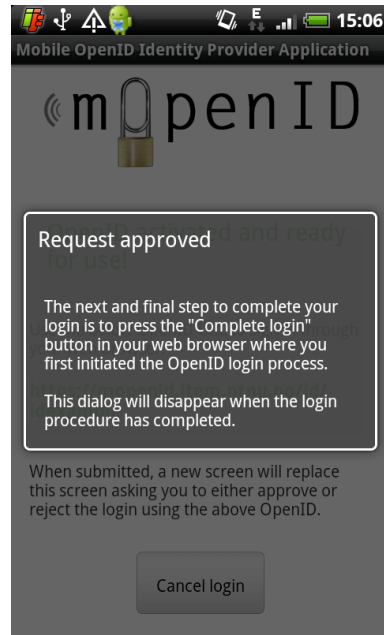 E
15:06
Mobile OpenID Identity Provider Application
mOpenID
Request approved
The next and final step to complete your
login is to press the "Complete login"
button in your web browser where you
first initiated the OpenID login process.
This dialog will disappear when the login
procedure has completed.
When submitted, a new screen will replace
this screen asking you to either approve or
reject the login using the above OpenID.
Cancel login